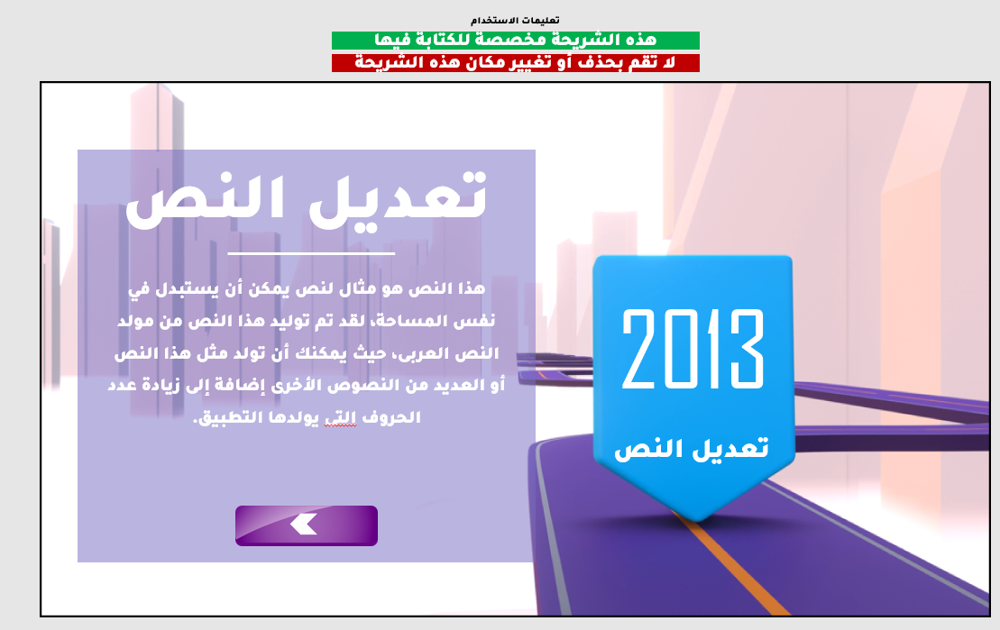 تعليمات الاستخدام
هذه الشريحة مخصصة للكتابة فيها
لا تقم بحذف أو تغيير مكان هذه الشريحة
تعديل النص
هذا النص هو مثال لنص يمكن أن يستبدل في
نفس المساحة، لقد تم توليد هذا النص من مولد
النص العربى، حيث يمكنك أن تولد مثل هذا النص
أو العديد من النصوص الأخرى إضافة إلى زيادة عدد
الحروف التى يولدها التطبيق.
2013
تعديل النص